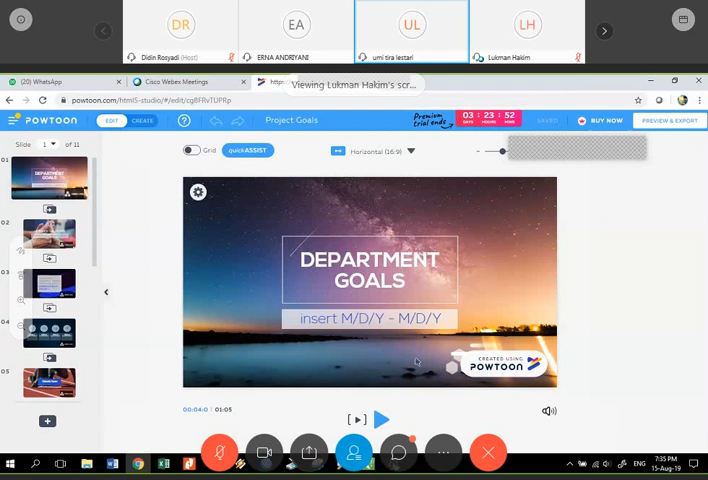 DR
EA
UL
LH
Didin Rosyadi (Host)
ERNA ANDRIYANI
umi tira lestari
Lukman Hakim
(20) WhatsApp
Cisco Webex Meetings
https:
Viewing Lukman Hakim's scr...
powtoon.com/html5-studio/#/edit/cg8FRvTUPRp
POWTOON
EDIT
CREATE
Project Goals
Premium
trial ends
03 : 23 : 52
DAYS HOURS MINS
SAVED
BUY NOW
PREVIEW & EXPORT
Slide 1 of 11
Grid
quickASSIST
Horizontal (16:9)
01
02
03
04
05
DEPARTMENT
GOALS
DEPARTMENT
GOALS
insert M/D/Y - M/D/Y
CREATED USING
POWTOON
00:04:0 | 01:05
ENG
7:35 PM
15-Aug-19